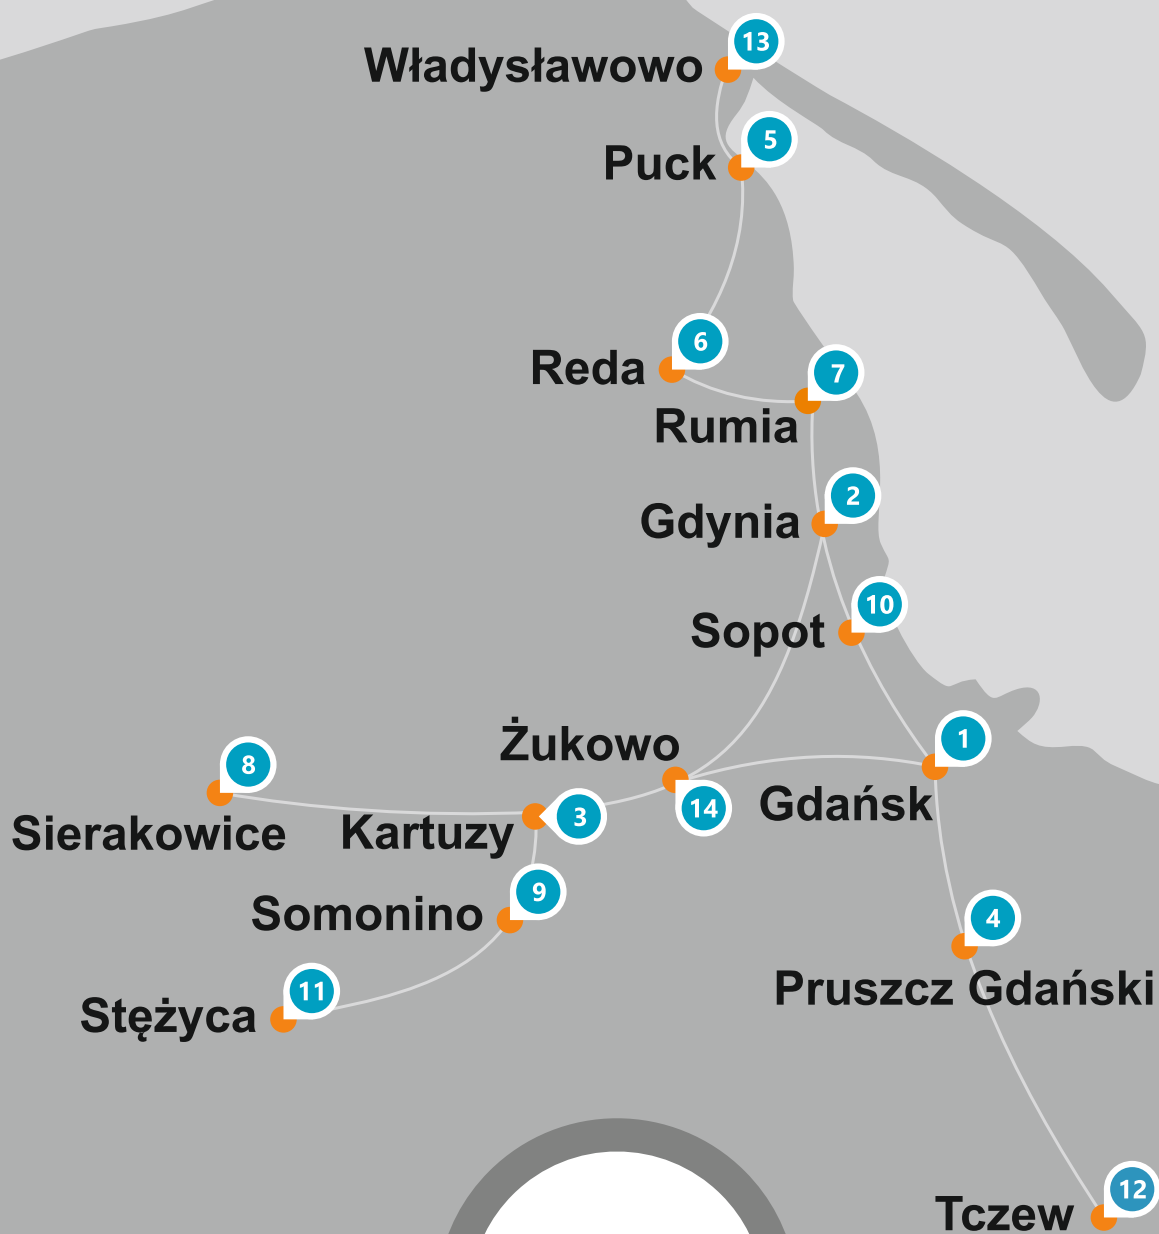 13
Władysławowo
5
Puck
6
Reda
7
Rumia
2
Gdynia
10
Sopot
Żukowo
1
8
14
Gdańsk
Sierakowice
Kartuzy
3
9
Somonino
4
Pruszcz Gdański
11
Stężyca
12
Tczew